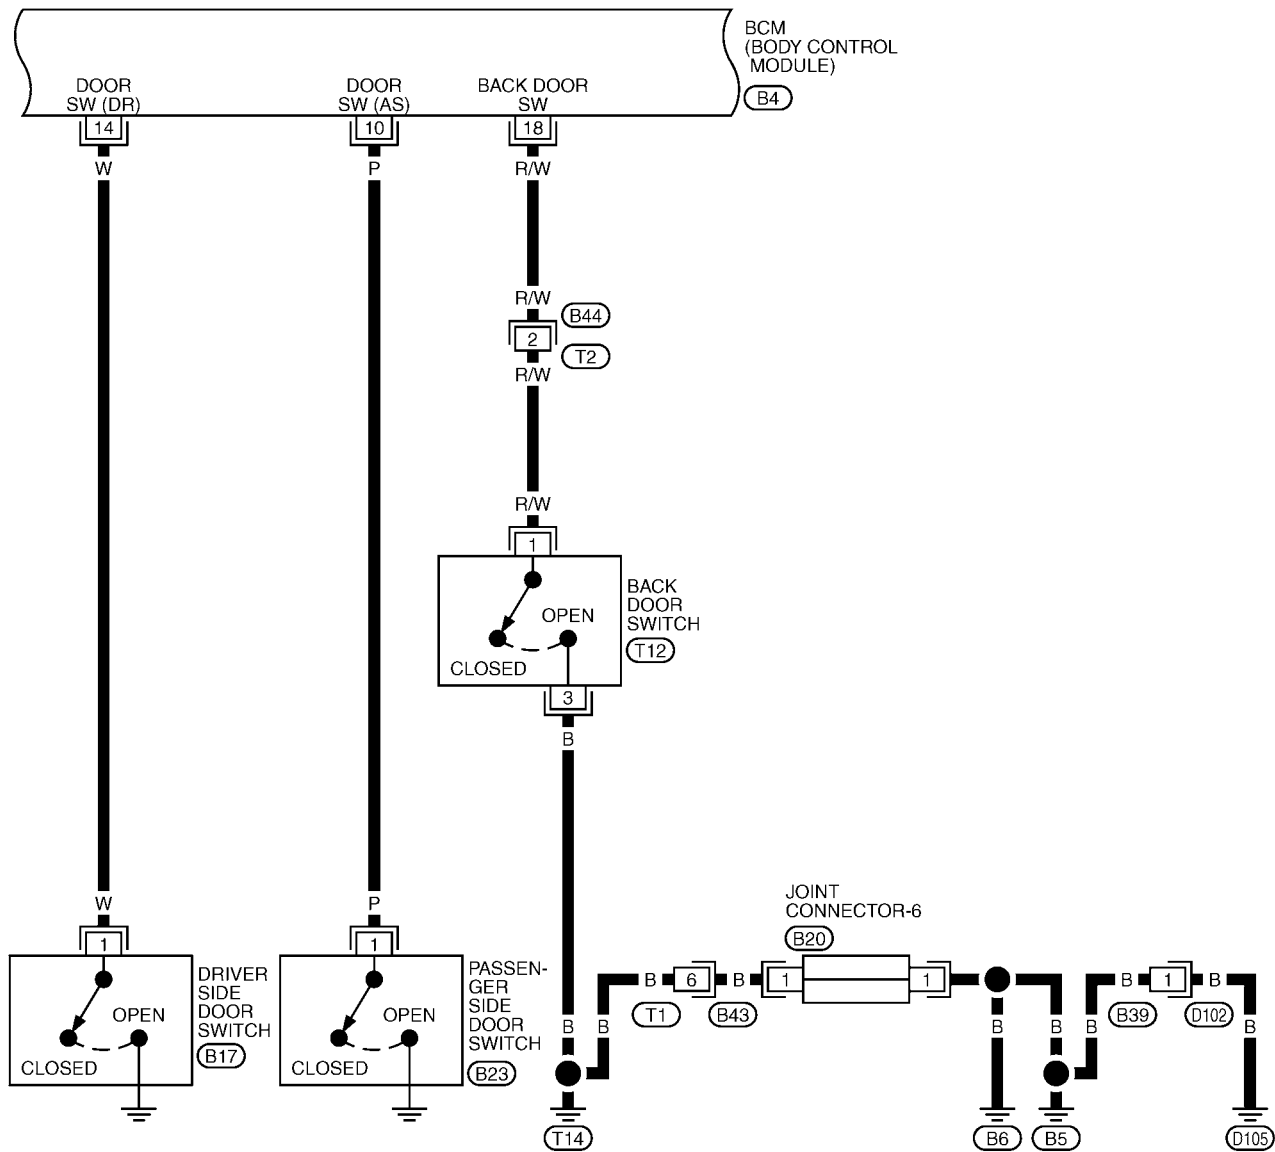 BCM
(BODY CONTROL
MODULE)
B4
DOOR
SW (DR)
DOOR
SW (AS)
BACK DOOR
SW
14
10
18
W
P
R/W
R/W
B44
2
T2
R/W
R/W
1
BACK
DOOR
SWITCH
T12
OPEN
CLOSED
3
B
W
P
JOINT
CONNECTOR-6
B20
1
1
DRIVER
SIDE
DOOR
SWITCH
B17
OPEN
CLOSED
PASSEN-
GER
SIDE
DOOR
SWITCH
B23
OPEN
CLOSED
B
6
B
1
1
B
1
B
T1
B43
B39
D102
B
B
B
B
B
B
T14
B6
B5
D105